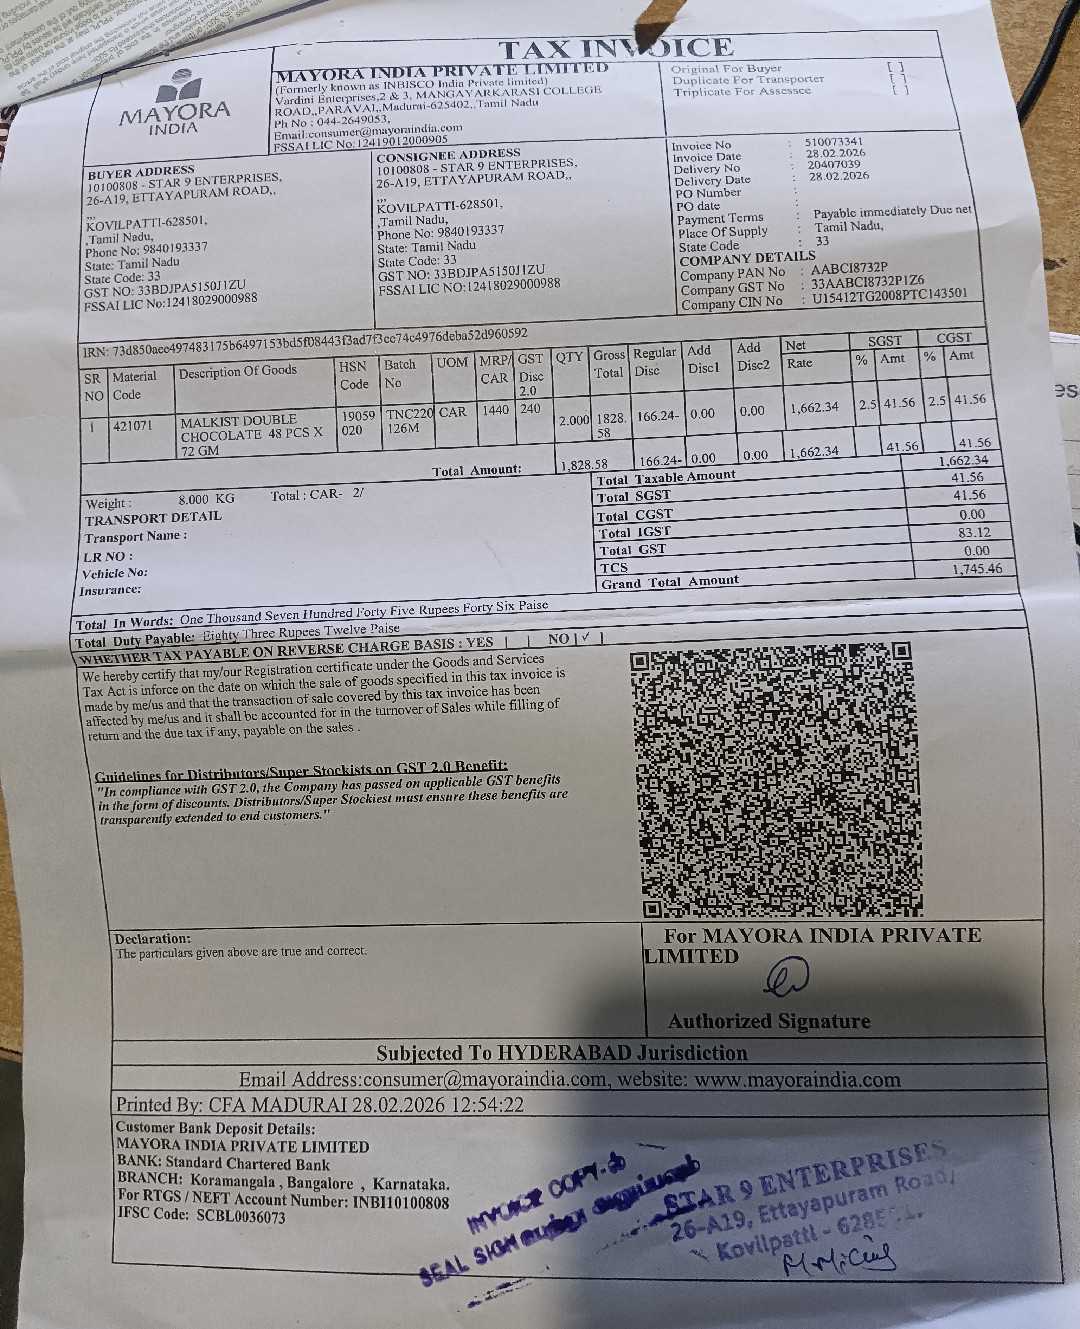 TAX INVOICE
MAYORA
INDIA
MAYORA INDIA PRIVATE LIMITED
(Formerly known as INBISCO India Private limited)
Vardini Enterprises,2 & 3, MANGAYARKARASI COLLEGE
ROAD,,PARAVAI,,Madurai-625402,,Tamil Nadu
Ph No : 044-2649053,
Email:consumer@mayoraindia.com
FSSAI LIC No:12419012000905
Original For Buyer [ ]
Duplicate For Transporter [ ]
Triplicate For Assessee [ ]
BUYER ADDRESS
10100808 - STAR 9 ENTERPRISES,
26-A19, ETTAYAPURAM ROAD,,
,,,
KOVILPATTI-628501,
,Tamil Nadu,
Phone No: 9840193337
State: Tamil Nadu
State Code: 33
GST NO: 33BDJPA5150J1ZU
FSSAI LIC No:12418029000988
CONSIGNEE ADDRESS
10100808 - STAR 9 ENTERPRISES,
26-A19, ETTAYAPURAM ROAD,,
,,,
KOVILPATTI-628501,
,Tamil Nadu,
Phone No: 9840193337
State: Tamil Nadu
State Code: 33
GST NO: 33BDJPA5150J1ZU
FSSAI LIC No:12418029000988
Invoice No : 510073341
Invoice Date : 28.02.2026
Delivery No : 20407039
Delivery Date : 28.02.2026
PO Number :
PO date :
Payment Terms : Payable immediately Due net
Place Of Supply : Tamil Nadu,
State Code : 33
COMPANY DETAILS
Company PAN No : AABCI8732P
Company GST No : 33AABCI8732P1Z6
Company CIN No : U15412TG2008PTC143501
IRN: 73d850ace497483175b6497153bd5f08443f3ad7f3cc74c4976deba52d960592
SR NO Material Code Description Of Goods HSN Code Batch No UOM MRP/ CAR GST Disc 2.0 QTY Gross Total Regular Disc Add Disc1 Add Disc2 Net Rate SGST % Amt CGST % Amt
1 421071 MALKIST DOUBLE CHOCOLATE 48 PCS X 72 GM 19059020 TNC220126M CAR 1440 240 2.000 1828.58 166.24- 0.00 0.00 1,662.34 2.5 41.56 2.5 41.56
Total Amount: 1,828.58 166.24- 0.00 0.00 1,662.34 41.56 41.56
Weight : 8.000 KG Total : CAR- 2/
TRANSPORT DETAIL
Transport Name :
LR NO :
Vehicle No:
Insurance:
Total Taxable Amount 1,662.34
Total SGST 41.56
Total CGST 41.56
Total IGST 0.00
Total GST 83.12
TCS 0.00
Grand Total Amount 1,745.46
Total In Words: One Thousand Seven Hundred Forty Five Rupees Forty Six Paise
Total Duty Payable: Eighty Three Rupees Twelve Paise
WHETHER TAX PAYABLE ON REVERSE CHARGE BASIS : YES [ ] NO [✓ ]
We hereby certify that my/our Registration certificate under the Goods and Services
Tax Act is inforce on the date on which the sale of goods specified in this tax invoice is
made by me/us and that the transaction of sale covered by this tax invoice has been
affected by me/us and it shall be accounted for in the turnover of Sales while filling of
return and the due tax if any, payable on the sales .
Guidelines for Distributors/Super Stockists on GST 2.0 Benefit:
"In compliance with GST 2.0, the Company has passed on applicable GST benefits
in the form of discounts. Distributors/Super Stockiest must ensure these benefits are
transparently extended to end customers."
Declaration:
The particulars given above are true and correct.
For MAYORA INDIA PRIVATE
LIMITED
Authorized Signature
Subjected To HYDERABAD Jurisdiction
Email Address:consumer@mayoraindia.com, website: www.mayoraindia.com
Printed By: CFA MADURAI 28.02.2026 12:54:22
Customer Bank Deposit Details:
MAYORA INDIA PRIVATE LIMITED
BANK: Standard Chartered Bank
BRANCH: Koramangala , Bangalore , Karnataka.
For RTGS / NEFT Account Number: INBI10100808
IFSC Code: SCBL0036073
INVOICE COPY
SEAL SIGN
STAR 9 ENTERPRISES
26-A19, Ettayapuram Road,
Kovilpatti - 628